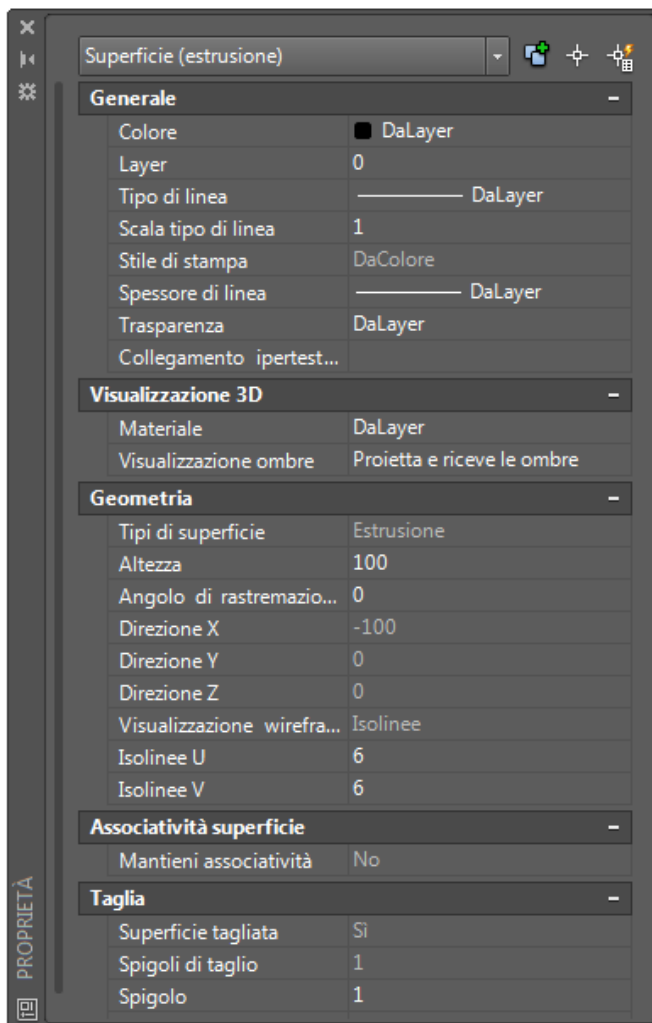 Superficie (estrusione)
Generale
Colore DaLayer
Layer 0
Tipo di linea DaLayer
Scala tipo di linea 1
Stile di stampa DaColore
Spessore di linea DaLayer
Trasparenza DaLayer
Collegamento ipertest...
Visualizzazione 3D
Materiale DaLayer
Visualizzazione ombre Proietta e riceve le ombre
Geometria
Tipi di superficie Estrusione
Altezza 100
Angolo di rastremazio... 0
Direzione X -100
Direzione Y 0
Direzione Z 0
Visualizzazione wirefra... Isolinee
Isolinee U 6
Isolinee V 6
Associatività superficie
Mantieni associatività No
Taglia
Superficie tagliata Sì
Spigoli di taglio 1
Spigolo 1
PROPRIETÀ